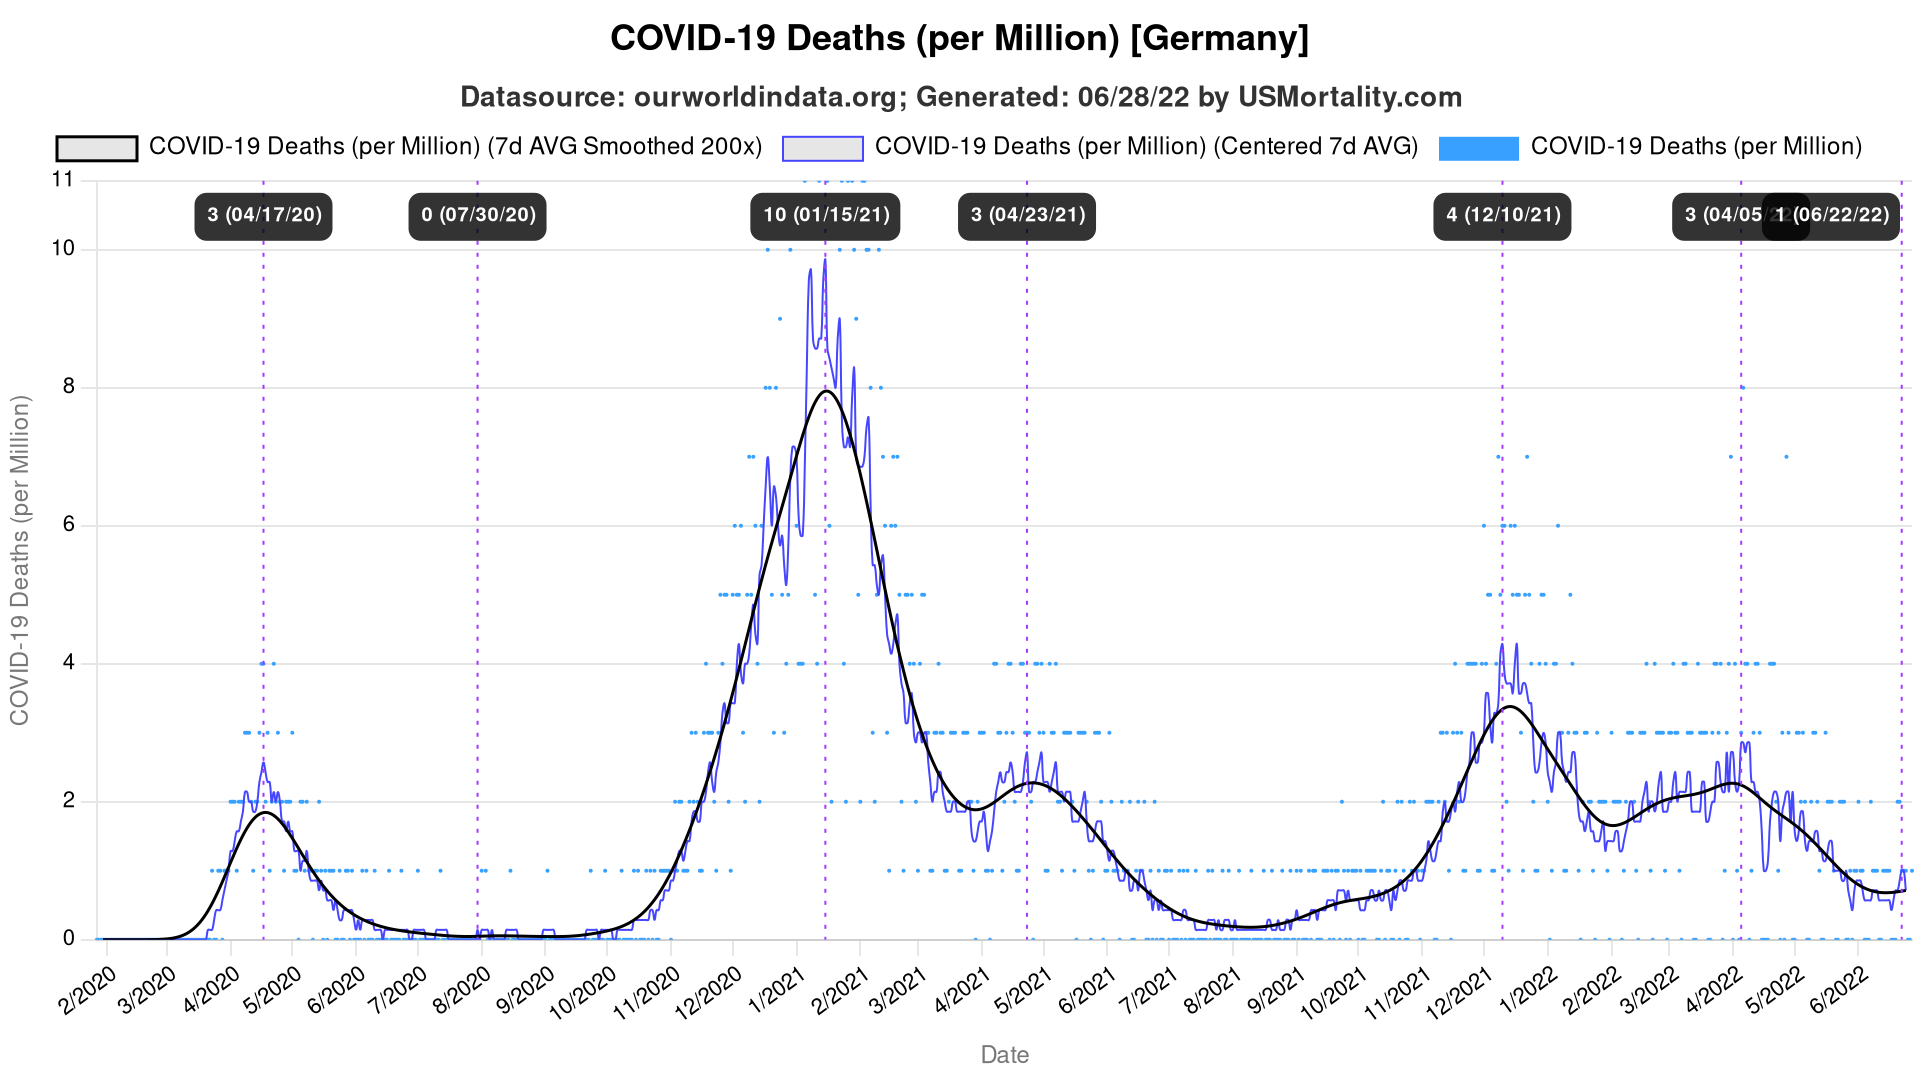 COVID-19 Deaths (per Million) [Germany]
Datasource: ourworldindata.org; Generated: 06/28/22 by USMortality.com
COVID-19 Deaths (per Million) (7d AVG Smoothed 200x) COVID-19 Deaths (per Million) (Centered 7d AVG) COVID-19 Deaths (per Million)
11
3 (04/17/20) 0 (07/30/20) 10 (01/15/21) 3 (04/23/21) 4 (12/10/21) 3 (04/05/22) 1 (06/22/22)
10
8
6
4
2
0
COVID-19 Deaths (per Million)
2/2020 3/2020 4/2020 5/2020 6/2020 7/2020 8/2020 9/2020 10/2020 11/2020 12/2020 1/2021 2/2021 3/2021 4/2021 5/2021 6/2021 7/2021 8/2021 9/2021 10/2021 11/2021 12/2021 1/2022 2/2022 3/2022 4/2022 5/2022 6/2022
Date